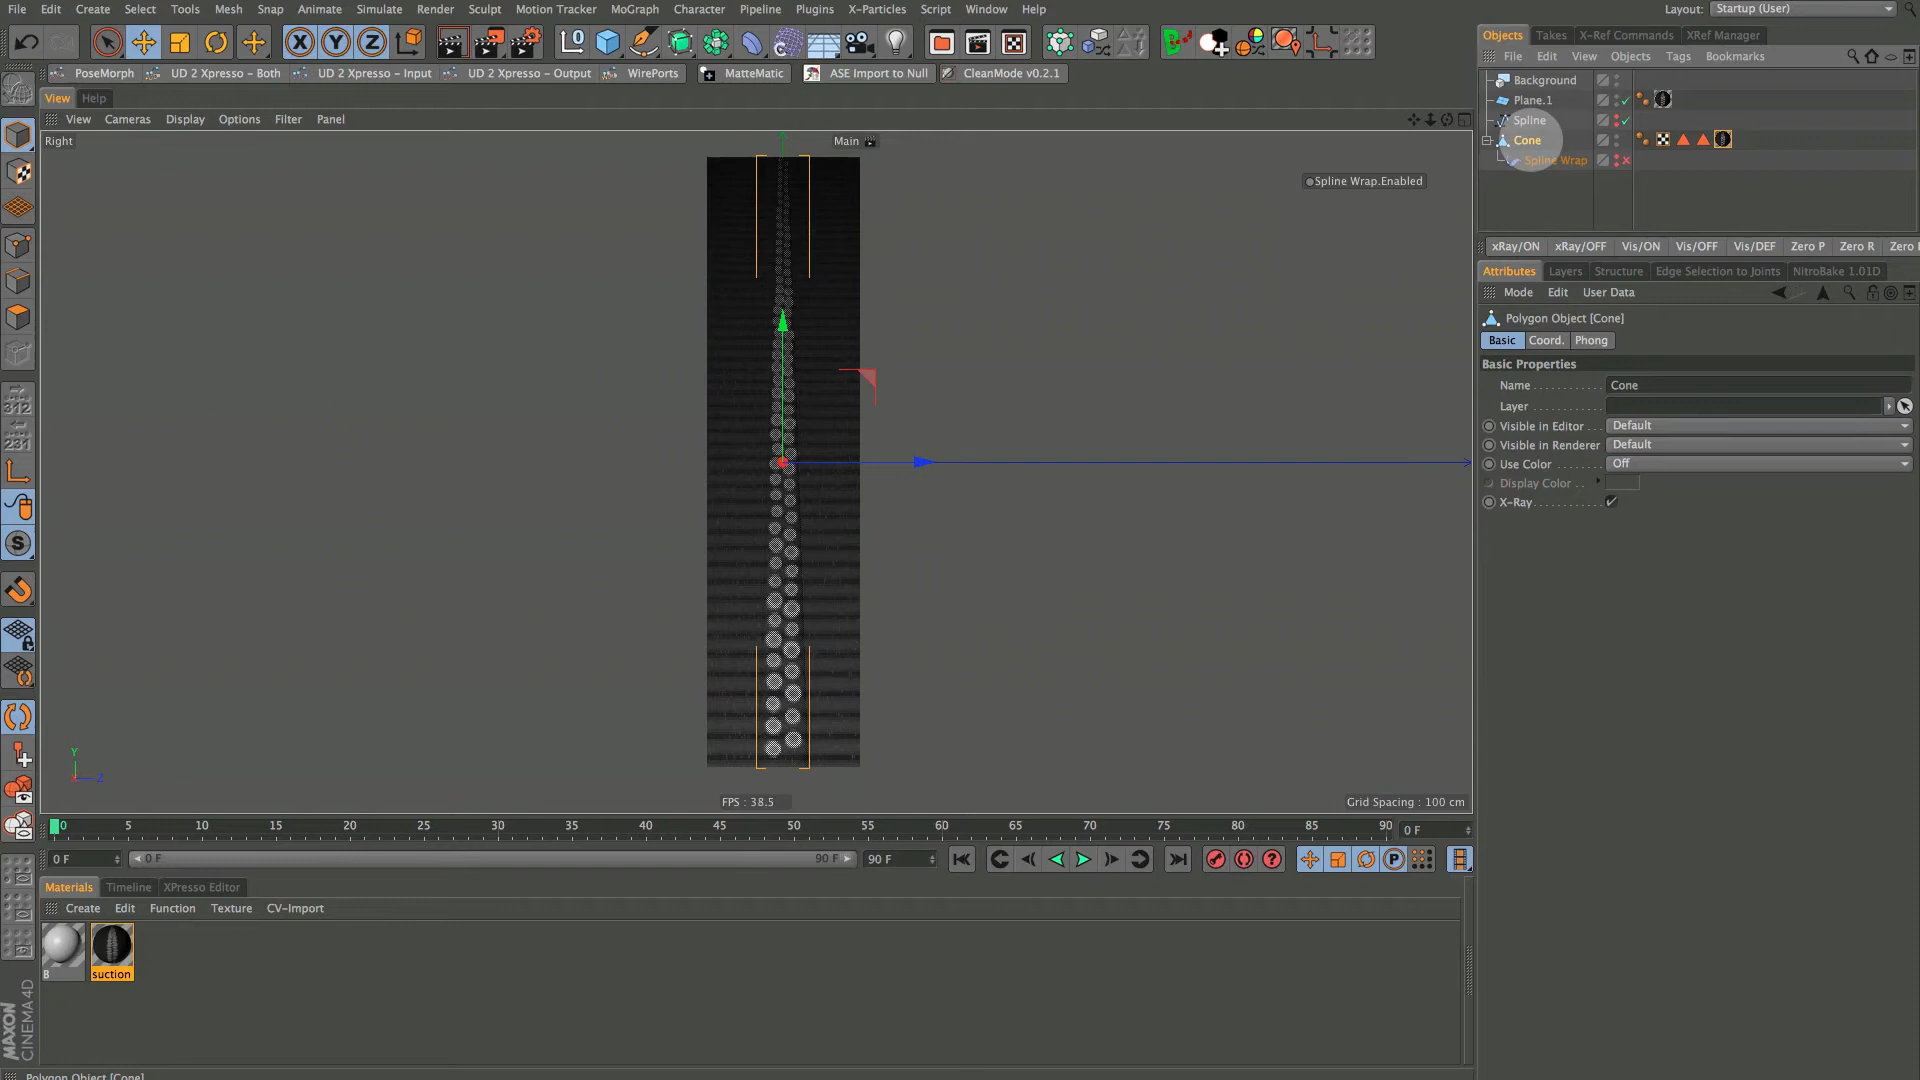 File Edit Create Select Tools Mesh Snap Animate Simulate Render Sculpt Motion Tracker MoGraph Character Pipeline Plugins X-Particles Script Window Help Layout: Startup (User)
PoseMorph UD 2 Xpresso - Both UD 2 Xpresso - Input UD 2 Xpresso - Output WirePorts MatteMatic ASE Import to Null CleanMode v0.2.1
Objects Takes X-Ref Commands XRef Manager
File Edit View Objects Tags Bookmarks
Background
Plane.1
Spline
Cone
Spline Wrap
View Help
View Cameras Display Options Filter Panel
Right Main
Spline Wrap.Enabled
xRay/ON xRay/OFF Vis/ON Vis/OFF Vis/DEF Zero P Zero R Zero
Attributes Layers Structure Edge Selection to Joints NitroBake 1.01D
Mode Edit User Data
Polygon Object [Cone]
Basic Coord. Phong
Basic Properties
Name Cone
Layer
Visible in Editor Default
Visible in Renderer Default
Use Color Off
Display Color
X-Ray
312
231
S
Y
Z
FPS : 38.5 Grid Spacing : 100 cm
0 5 10 15 20 25 30 35 40 45 50 55 60 65 70 75 80 85 90 0 F
0 F 0 F 90 F 90 F
Materials Timeline XPresso Editor
Create Edit Function Texture CV-Import
B suction
MAXON CINEMA 4D
Polygon Object [Cone]